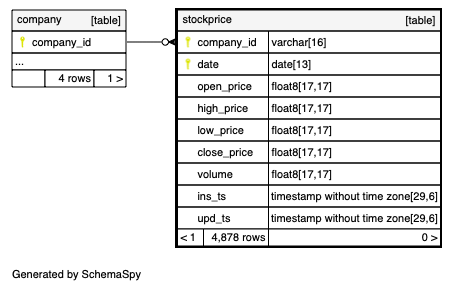 company [table]
company_id
...
4 rows 1 >
stockprice [table]
company_id varchar[16]
date date[13]
open_price float8[17,17]
high_price float8[17,17]
low_price float8[17,17]
close_price float8[17,17]
volume float8[17,17]
ins_ts timestamp without time zone[29,6]
upd_ts timestamp without time zone[29,6]
< 1 4,878 rows 0 >
Generated by SchemaSpy